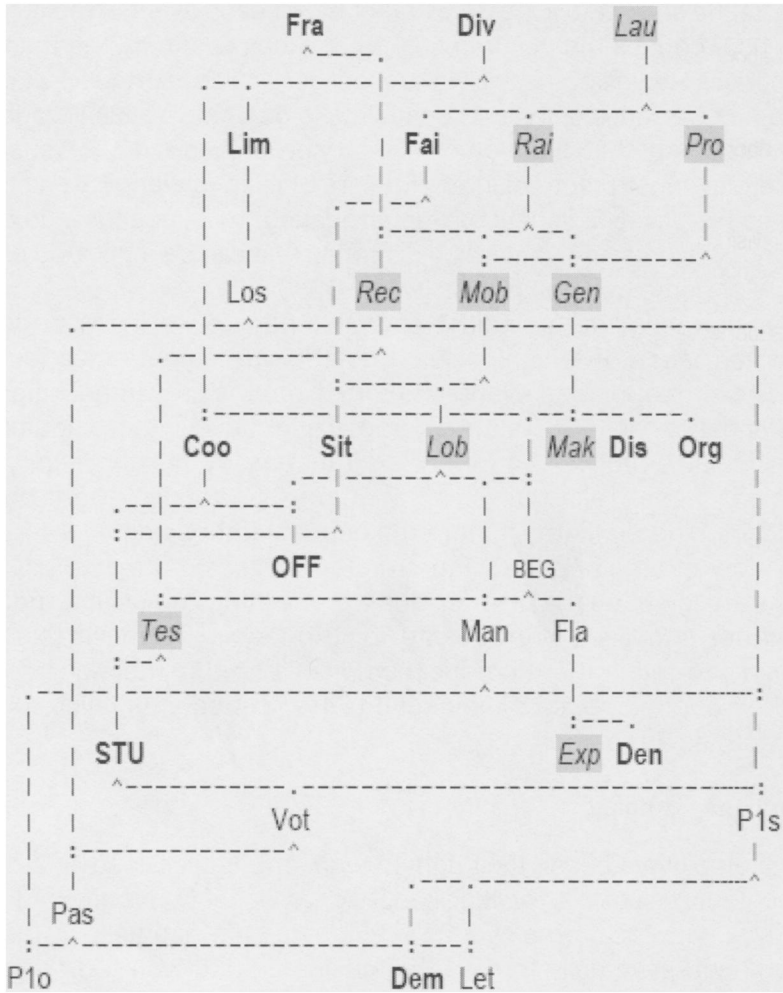 Fra Div Lau
Lim Fai Rai Pro
Los Rec Mob Gen
Coo Sit Lob Mak Dis Org
OFF BEG
Tes Man Fla
STU Exp Den
Vot P1s
Pas
P1o Dem Let